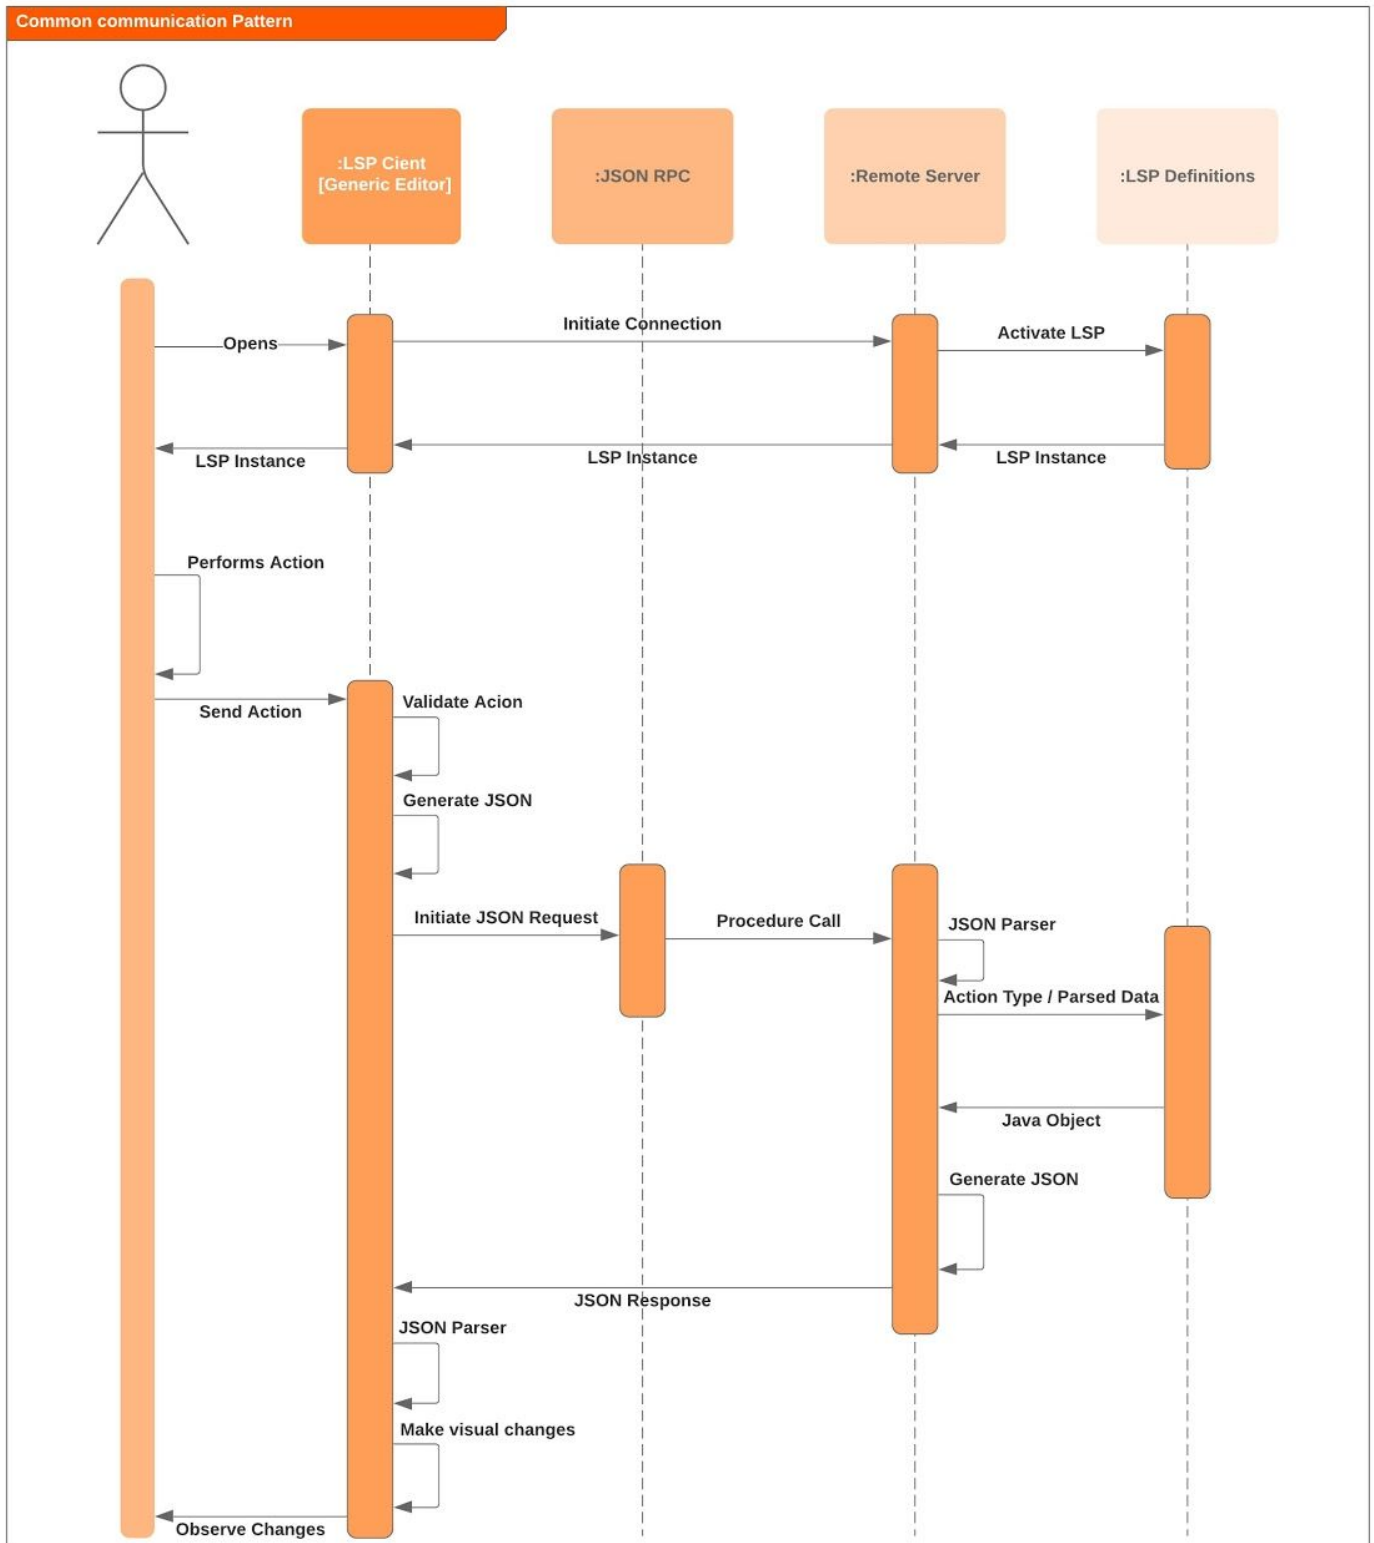 Common communication Pattern
:LSP Cient
[Generic Editor]
:JSON RPC
:Remote Server
:LSP Definitions
Opens
Initiate Connection
Activate LSP
LSP Instance
LSP Instance
LSP Instance
Performs Action
Send Action
Validate Acion
Generate JSON
Initiate JSON Request
Procedure Call
JSON Parser
Action Type / Parsed Data
Java Object
Generate JSON
JSON Response
JSON Parser
Make visual changes
Observe Changes